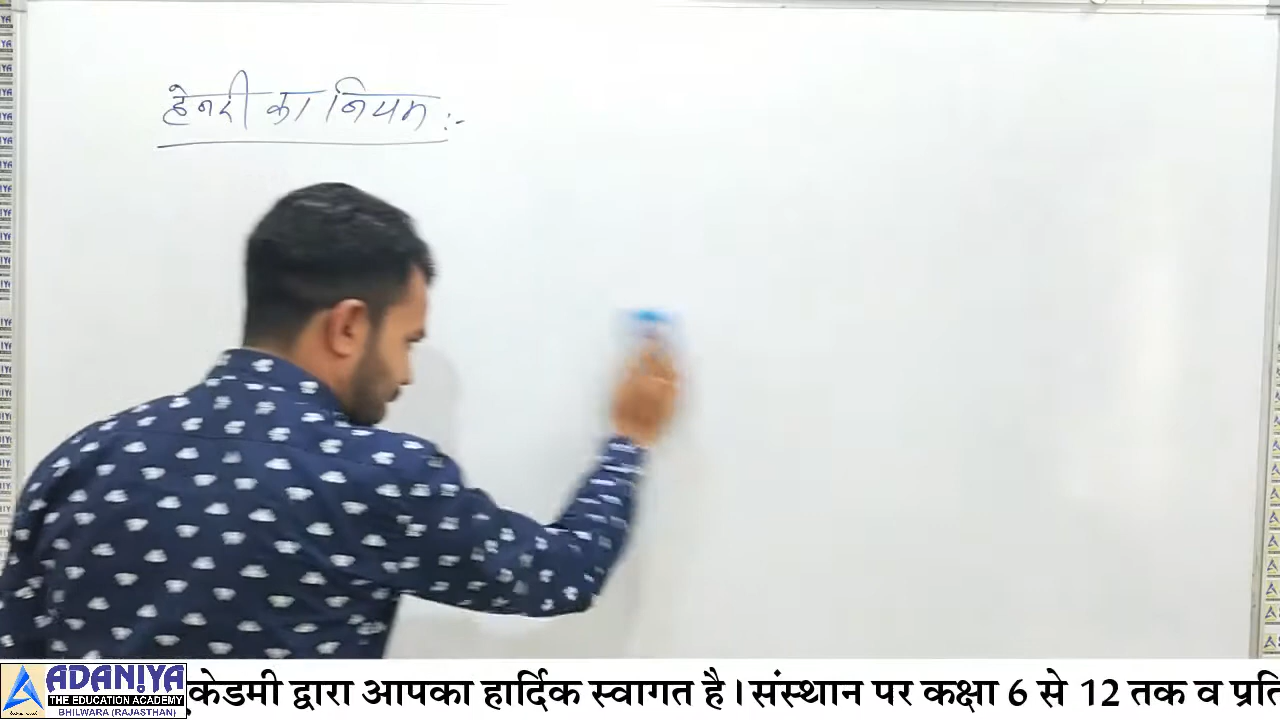 हेनरी का नियम :-
ADANIYA
THE EDUCATION ACADEMY
BHILWARA (RAJASTHAN)
केडमी द्वारा आपका हार्दिक स्वागत है। संस्थान पर कक्षा 6 से 12 तक व प्रति